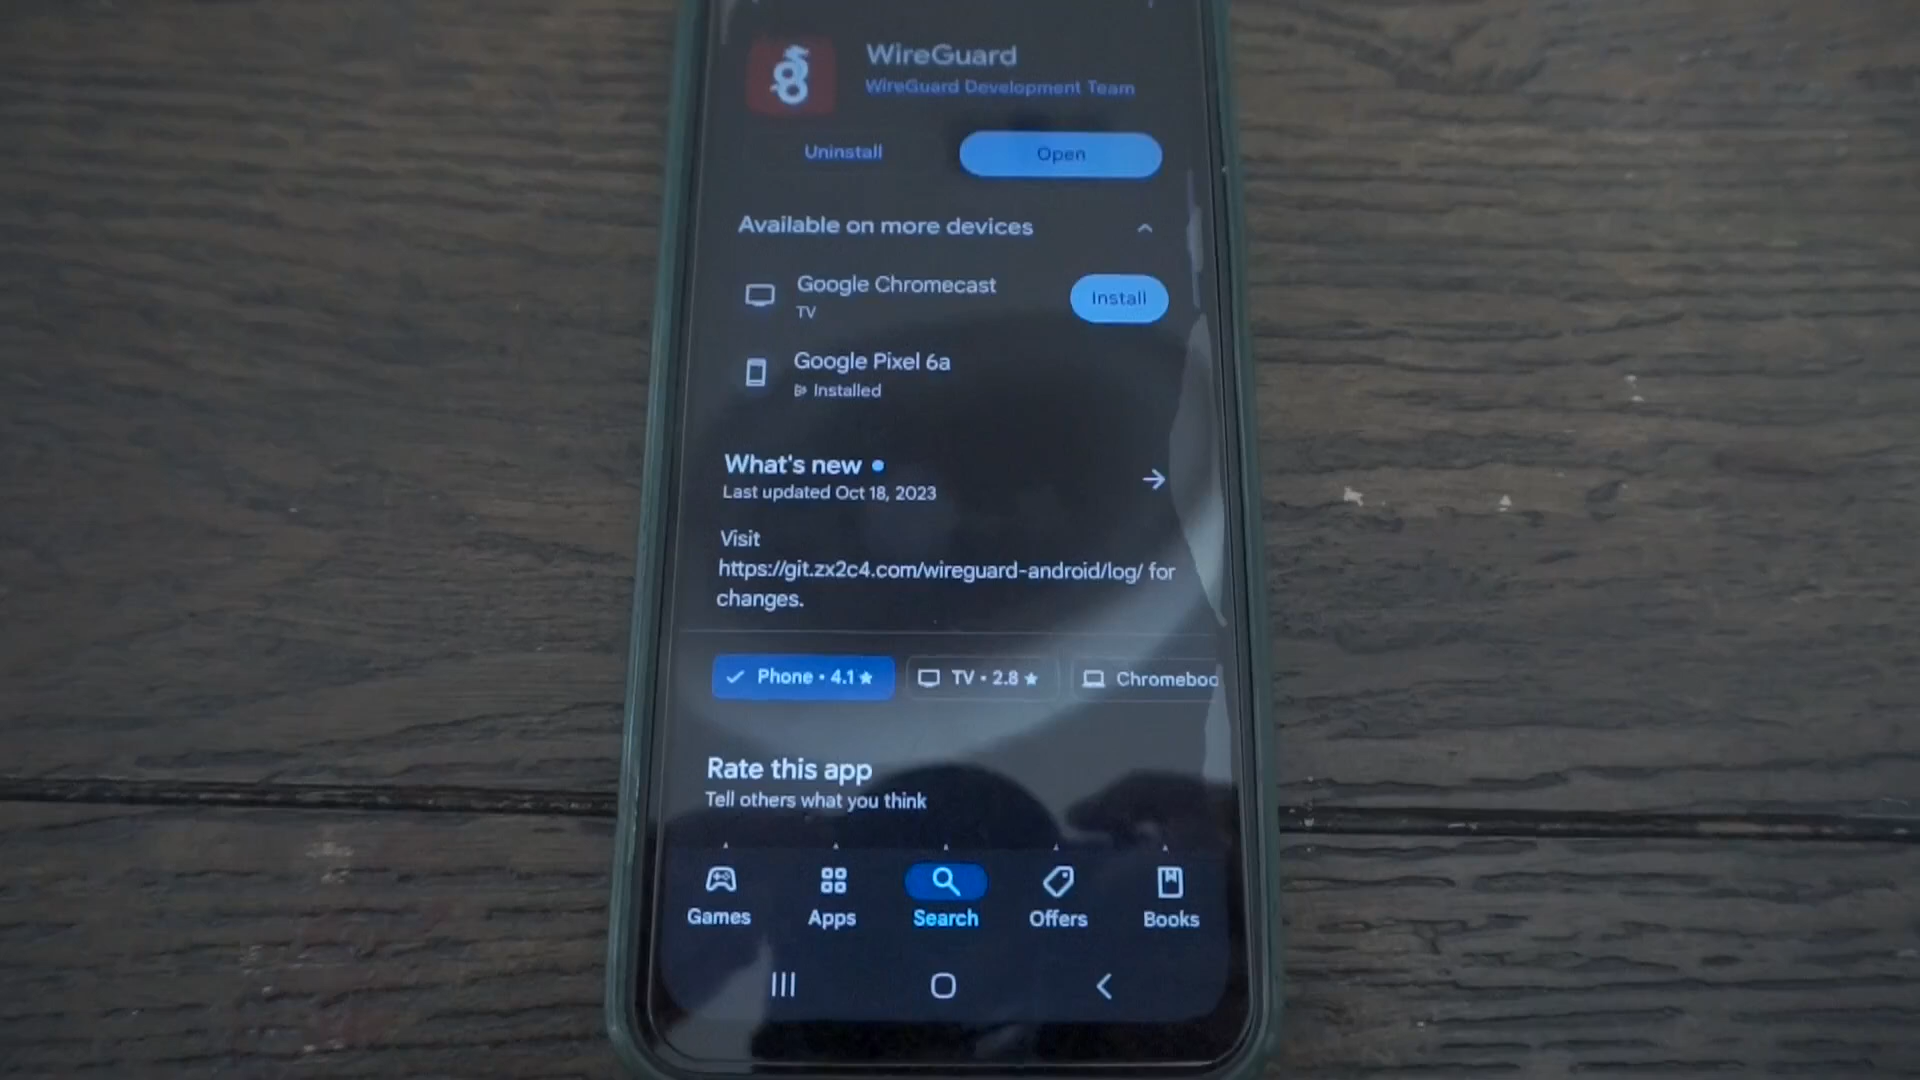 WireGuard
WireGuard Development Team
Uninstall
Open
Available on more devices
Google Chromecast
TV
Install
Google Pixel 6a
Installed
What's new
Last updated Oct 18, 2023
Visit
https://git.zx2c4.com/wireguard-android/log/ for
changes.
Phone • 4.1 ★
TV • 2.8 ★
Chromeboo
Rate this app
Tell others what you think
Games
Apps
Search
Offers
Books